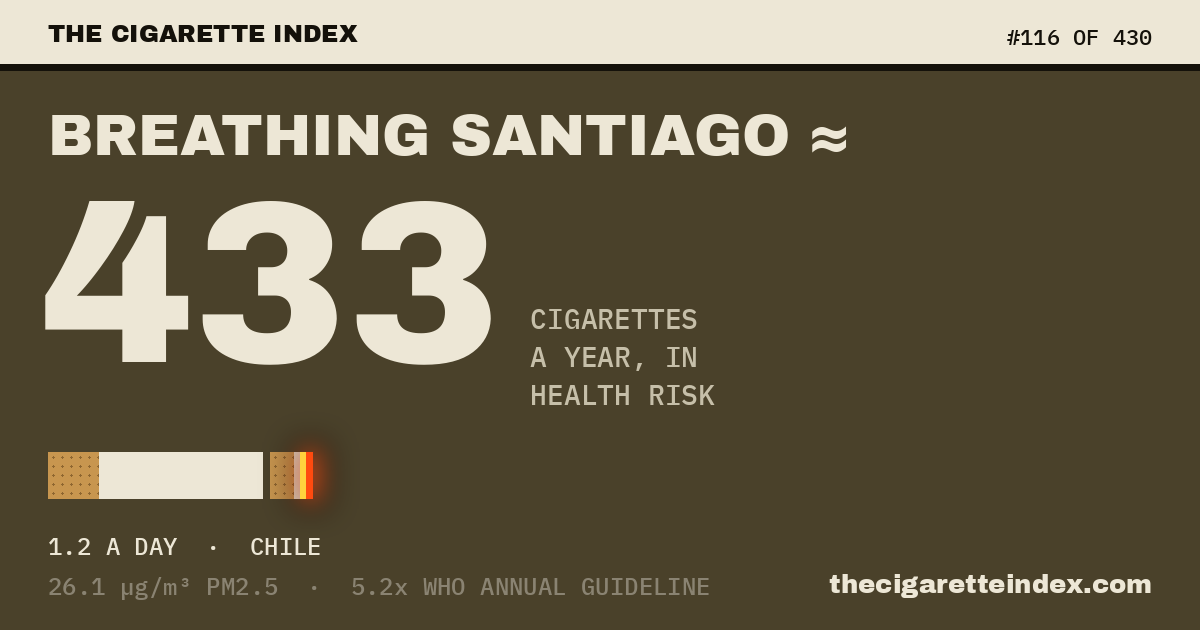 THE CIGARETTE INDEX
#116 OF 430
BREATHING SANTIAGO ≈
433
CIGARETTES
A YEAR, IN
HEALTH RISK
1.2 A DAY · CHILE
26.1 µg/m³ PM2.5 · 5.2x WHO ANNUAL GUIDELINE
thecigaretteindex.com